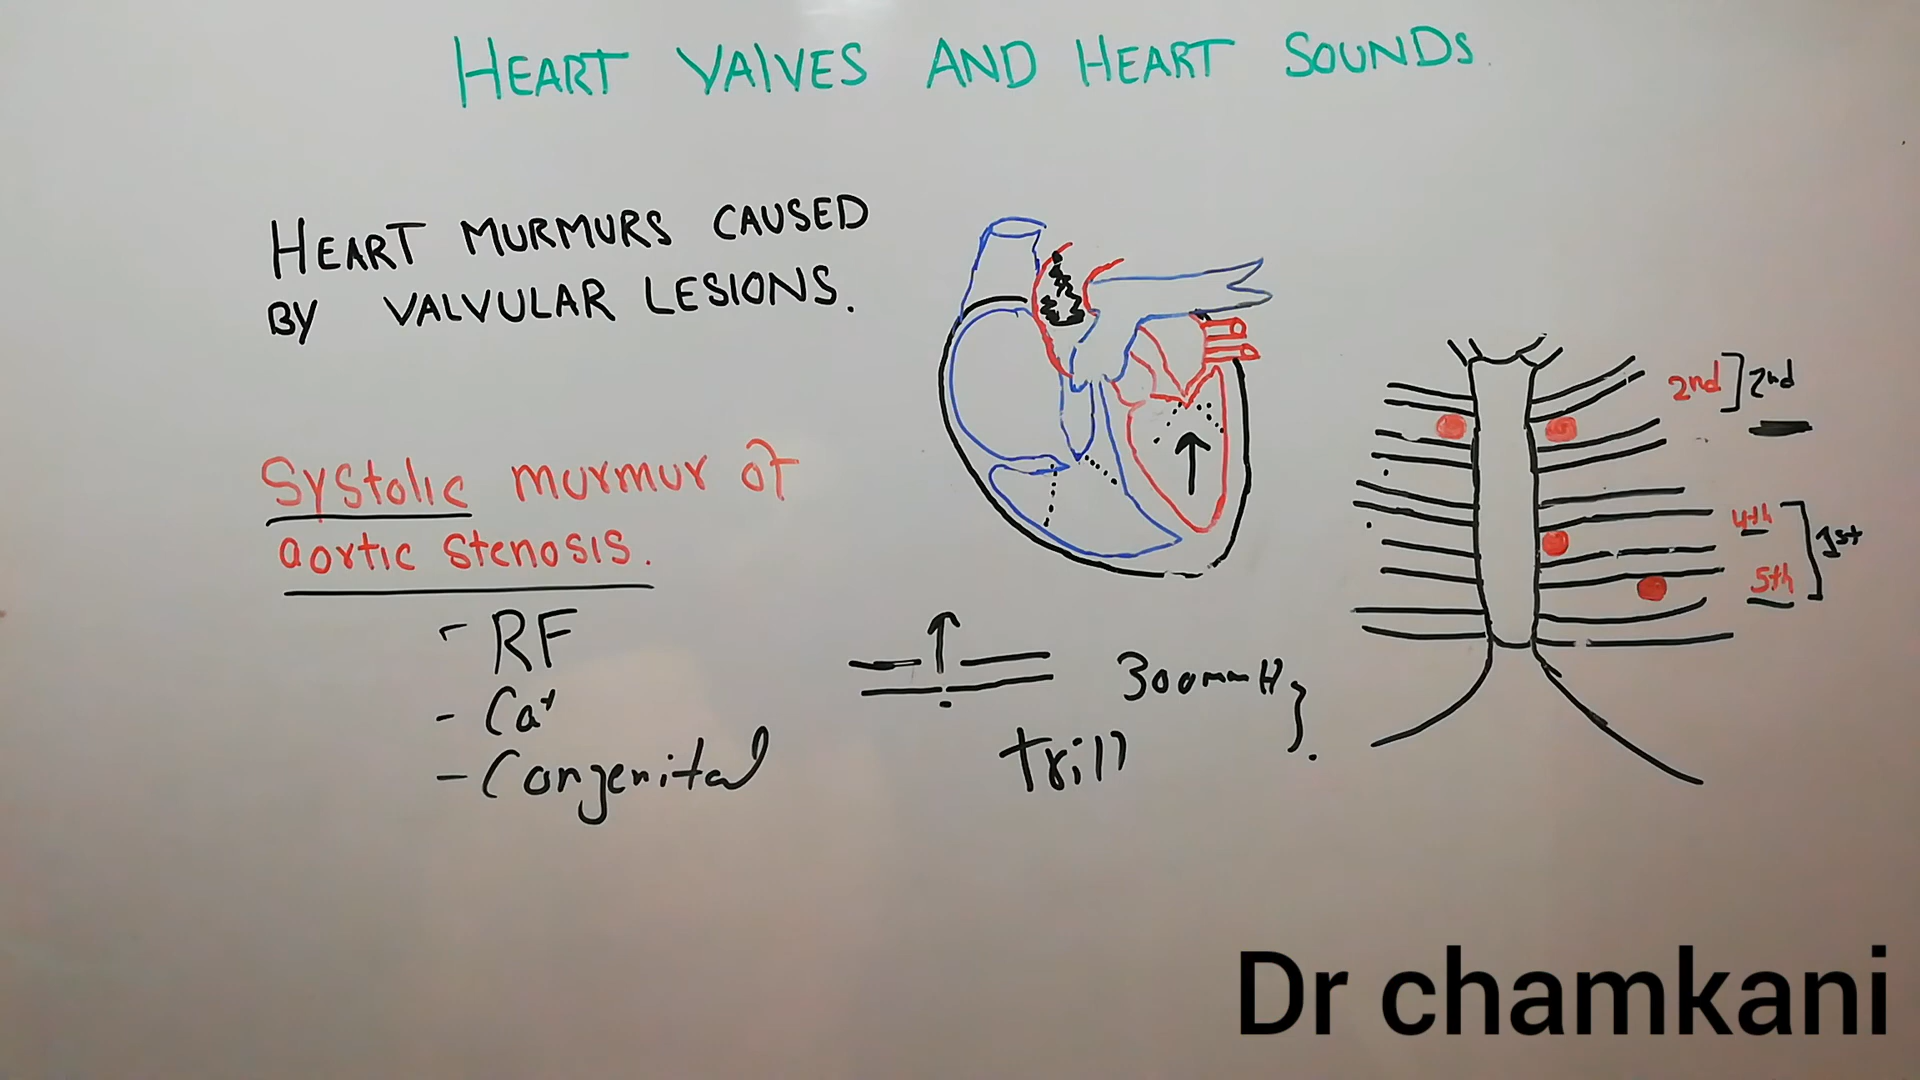 HEART VAlVES AND HEART SOUNDS
HEART MURMURS CAUSED
BY VALVULAR LESIONS.
Systolic murmur of
aortic stenosis.
- RF
- Ca+
- Congenital
300mmHg.
trill
2nd
2nd
4th
1st
5th
Dr chamkani